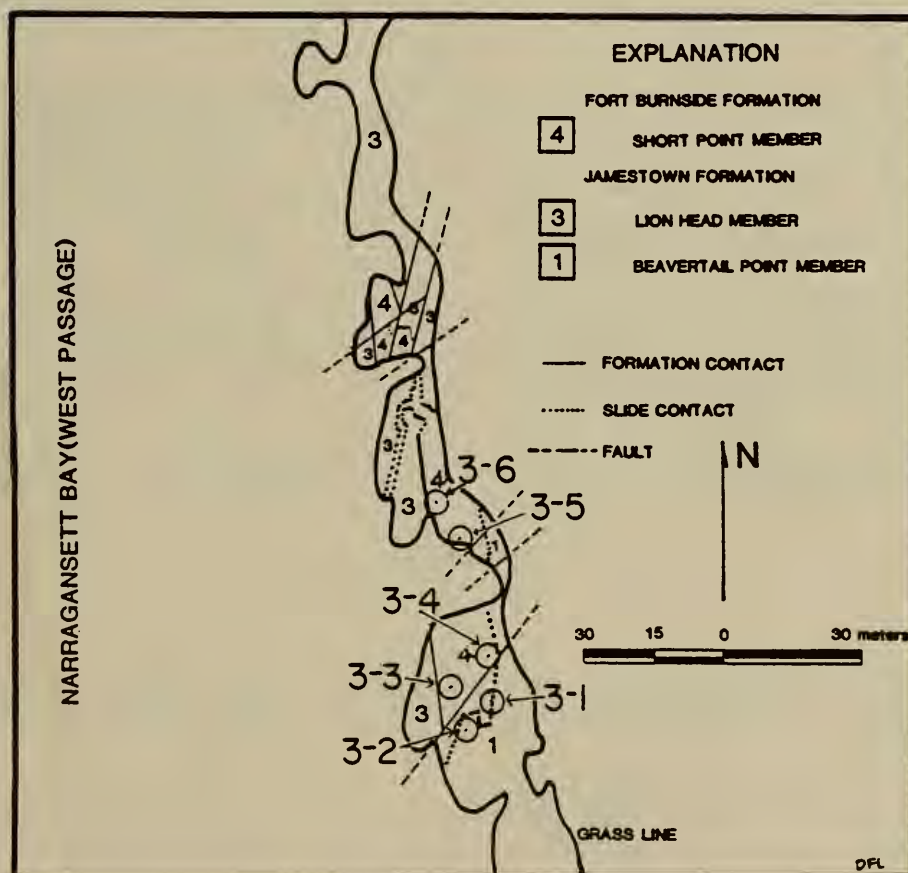 EXPLANATION
FORT BURNSIDE FORMATION
4 SHORT POINT MEMBER
JAMESTOWN FORMATION
3 LION HEAD MEMBER
1 BEAVERTAIL POINT MEMBER
FORMATION CONTACT
SLIDE CONTACT
FAULT
N
30 15 0 30 meters
NARRAGANSETT BAY(WEST PASSAGE)
3
4
3
3 4 4
3
4
3-6
3
3-5
1
3-4
4
3-3
3
3-1
3-2
1
GRASS LINE
DFL